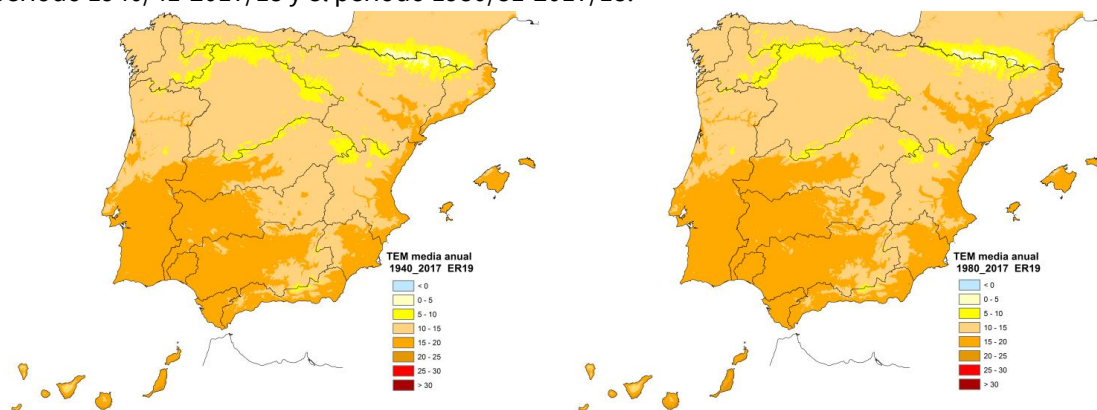 período 1940/41-2017/18 y el período 1980/81-2017/18.
TEM media anual
1940_2017 ER19
< 0
0 - 5
5 - 10
10 - 15
15 - 20
20 - 25
25 - 30
> 30
TEM media anual
1980_2017 ER19
< 0
0 - 5
5 - 10
10 - 15
15 - 20
20 - 25
25 - 30
> 30